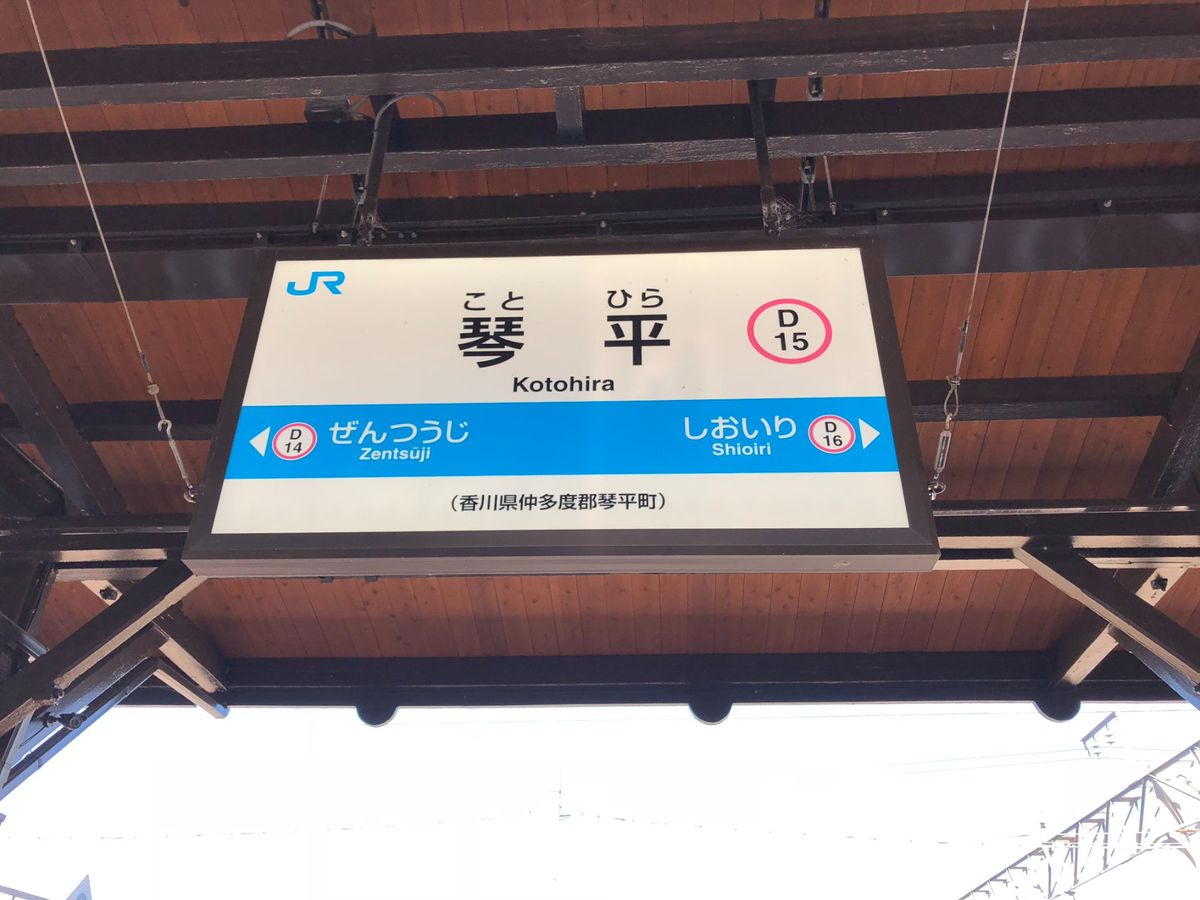 JR
こと ひら
琴 平
Kotohira
D
15
D
14
ぜんつうじ
Zentsūji
しおいり
Shioiri
D
16
(香川県仲多度郡琴平町)